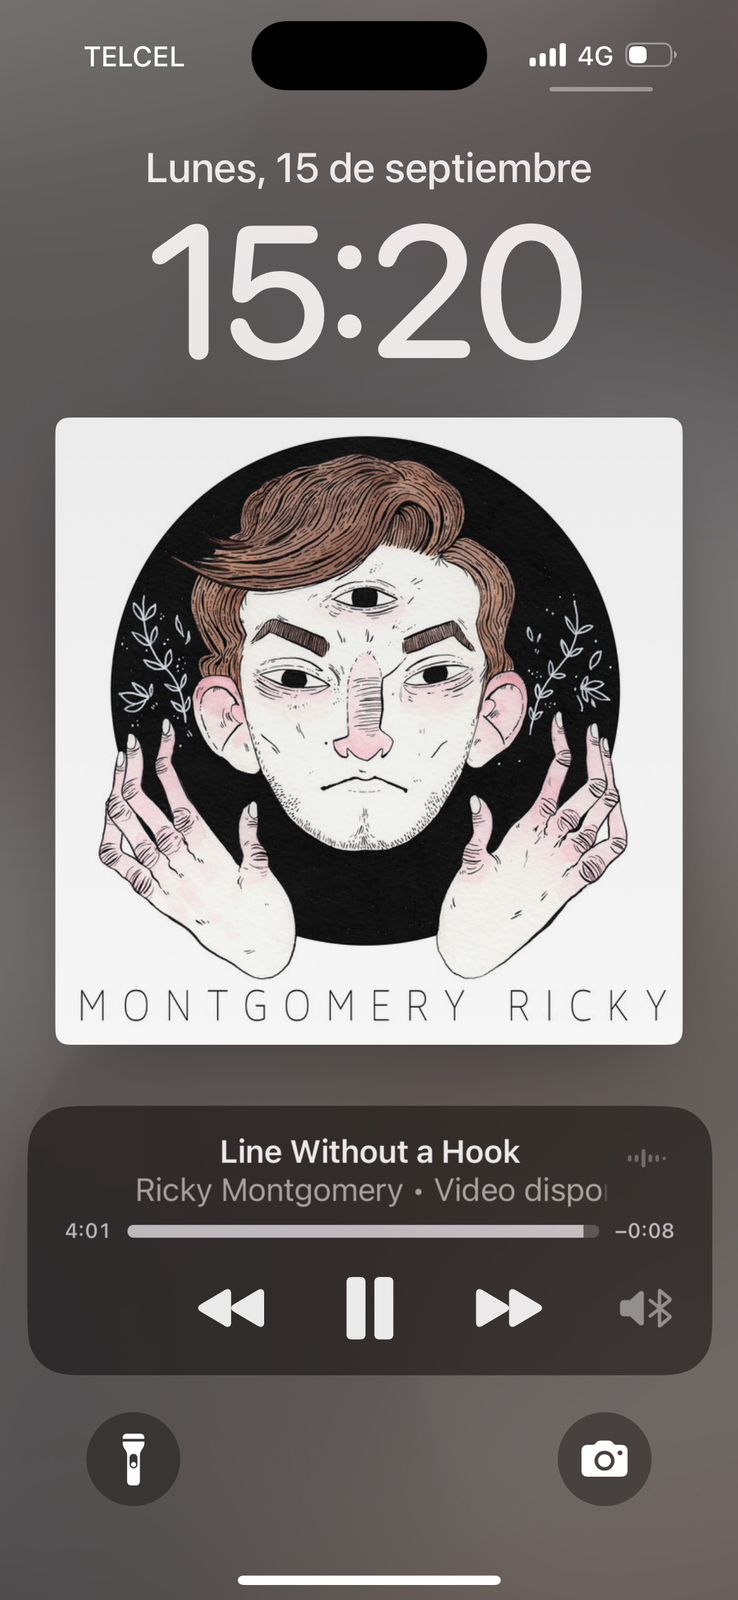 TELCEL 4G
Lunes, 15 de septiembre
15:20
MONTGOMERY RICKY
Line Without a Hook
Ricky Montgomery • Video dispo
4:01 −0:08